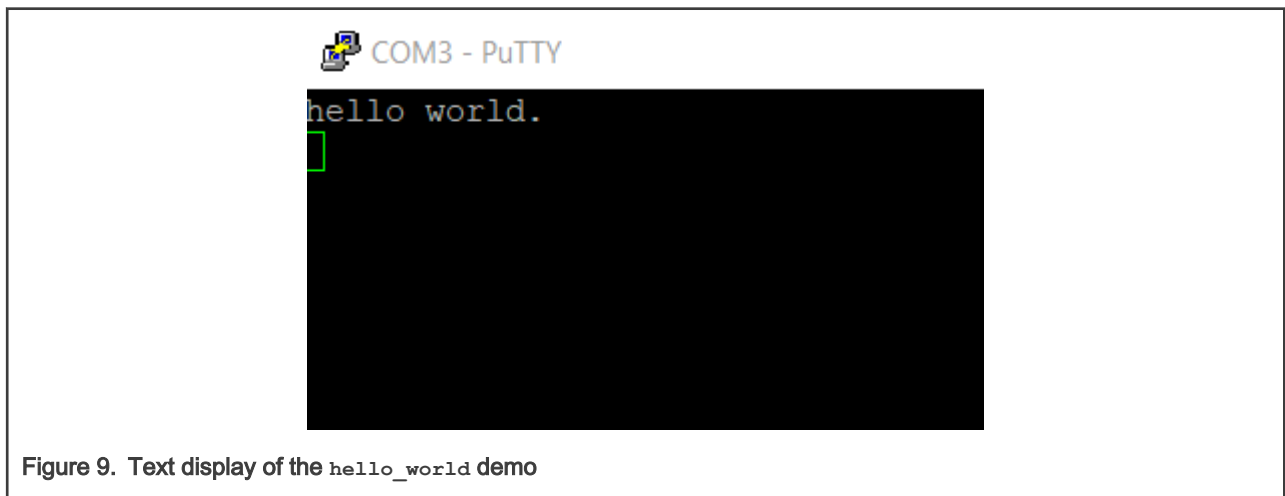 COM3 - PuTTY
hello world.
Figure 9. Text display of the hello_world demo